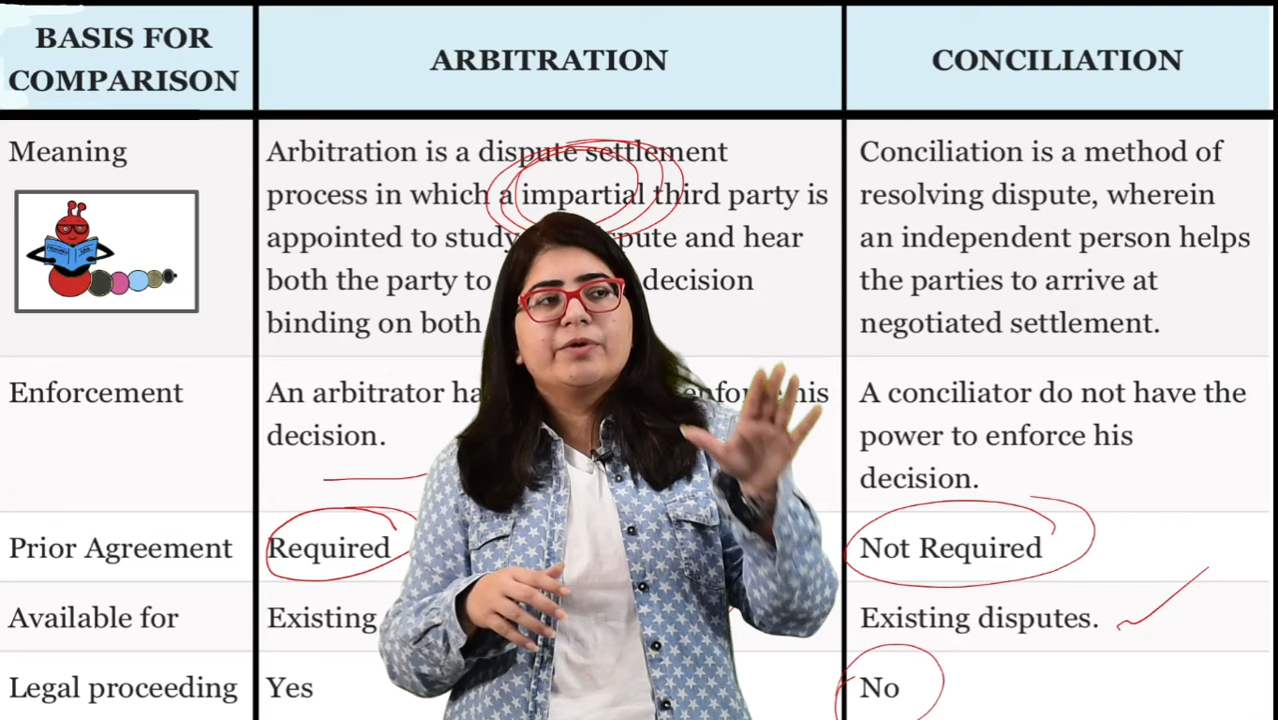 BASIS FOR
COMPARISON
ARBITRATION
CONCILIATION
Meaning
Arbitration is a dispute settlement
process in which a impartial third party is
appointed to study
and hear
both the party to
decision
binding on both
Conciliation is a method of
resolving dispute, wherein
an independent person helps
the parties to arrive at
negotiated settlement.
Enforcement
An arbitrator
his
decision.
A conciliator do not have the
power to enforce his
decision.
Prior Agreement
Required
Not Required
Available for
Existing
Existing disputes.
Legal proceeding
Yes
No